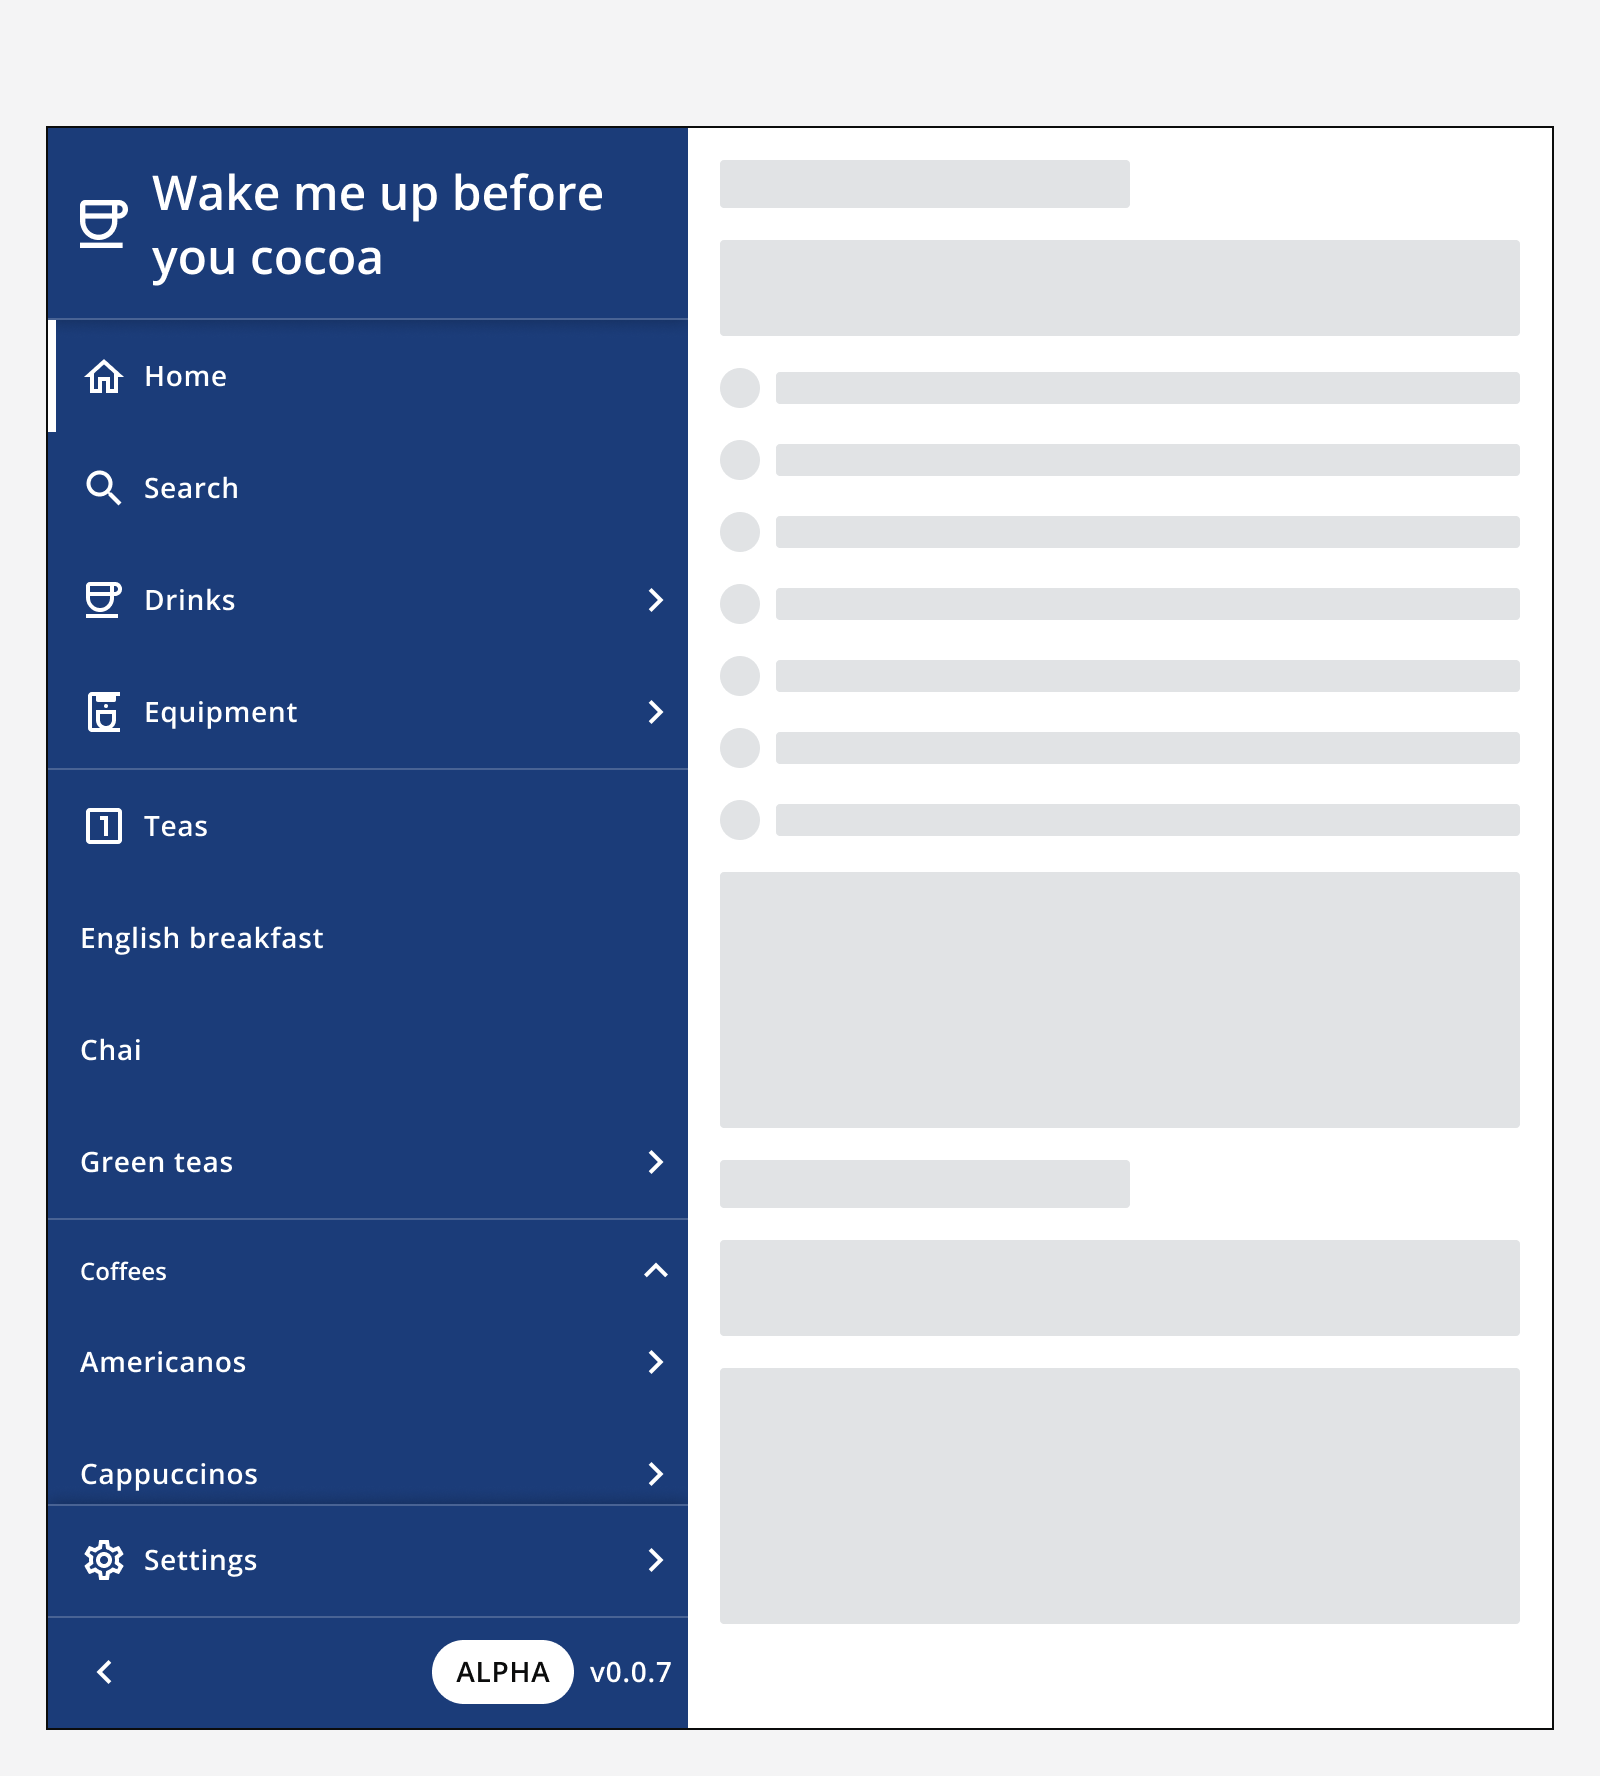 Wake me up before
you cocoa
Home
Search
Drinks
Equipment
1 Teas
English breakfast
Chai
Green teas
Coffees
Americanos
Cappuccinos
Settings
ALPHA v0.0.7